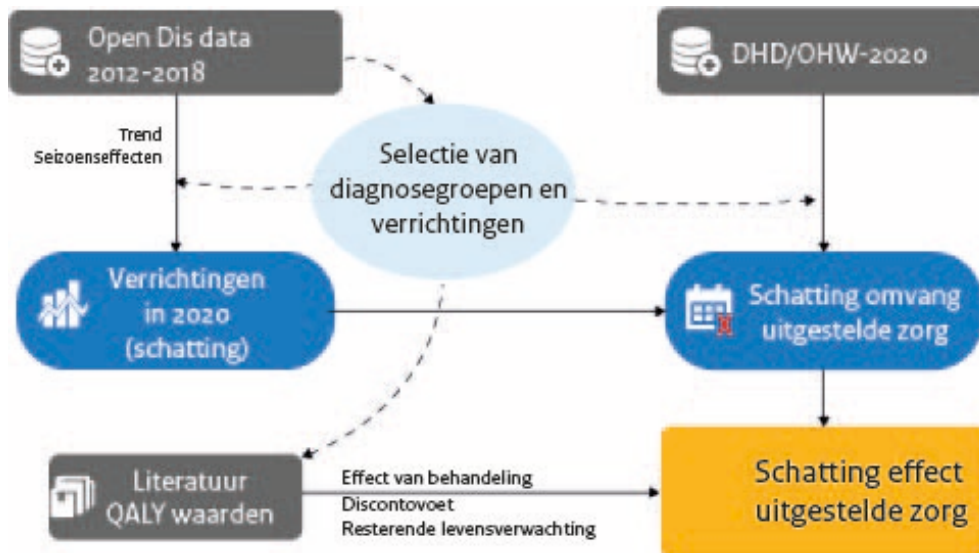 Open Dis data
2012-2018
DHD/OHW-2020
Trend
Seizoenseffecten
Selectie van
diagnosegroepen en
verrichtingen
Verrichtingen
in 2020
(schatting)
Schatting omvang
uitgestelde zorg
Literatuur
QALY waarden
Effect van behandeling
Discontovoet
Resterende levensverwachting
Schatting effect
uitgestelde zorg